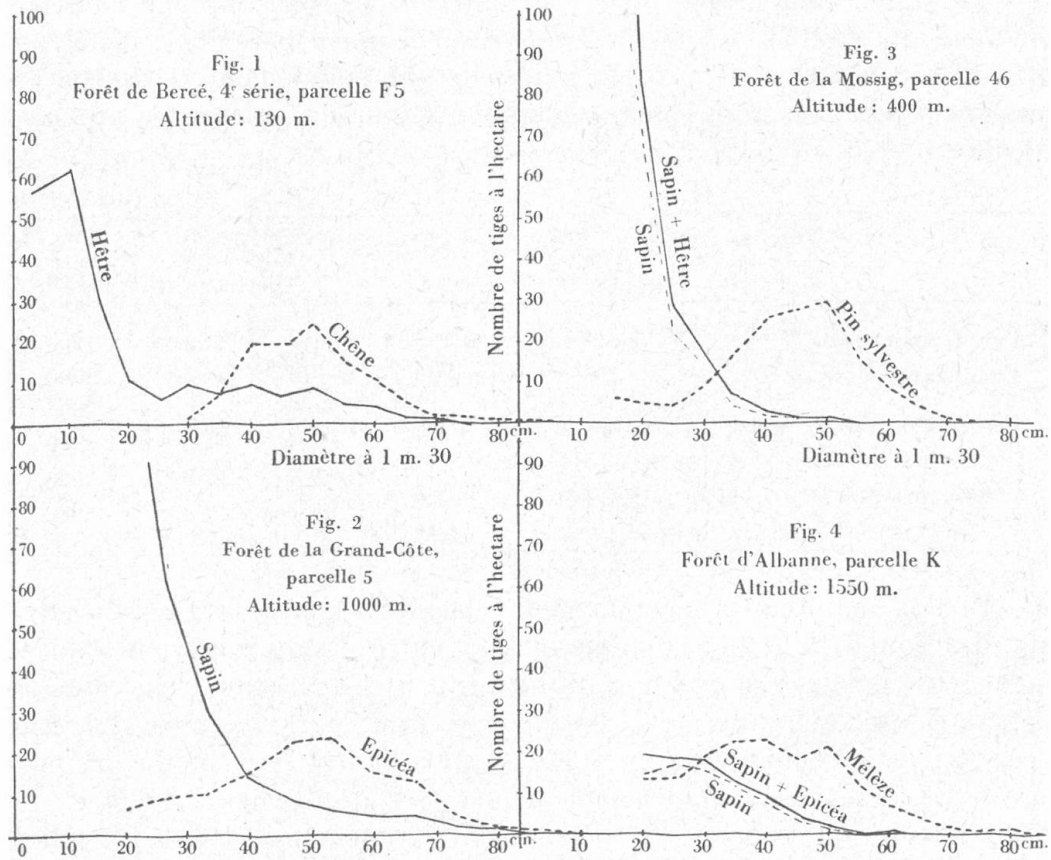 Fig. 1
Forêt de Bercé, 4e série, parcelle F5
Altitude: 130 m.
100
90
80
70
60
50
40
30
20
10
Hêtre
Chêne
0 10 20 30 40 50 60 70 80 cm.
Diamètre à 1 m. 30
Fig. 3
Forêt de la Mossig, parcelle 46
Altitude: 400 m.
Nombre de tiges à l'hectare
100
90
80
70
60
50
40
30
20
10
Sapin + Hêtre
Sapin
Pin sylvestre
10 20 30 40 50 60 70 80 cm.
Diamètre à 1 m. 30
Fig. 2
Forêt de la Grand-Côte,
parcelle 5
Altitude: 1000 m.
90
80
70
60
50
40
30
20
10
Sapin
Epicéa
0 10 20 30 40 50 60 70 80 cm.
Fig. 4
Forêt d'Albanne, parcelle K
Altitude: 1550 m.
Nombre de tiges à l'hectare
90
80
70
60
50
40
30
20
10
Sapin + Epicéa
Sapin
Mélèze
10 20 30 40 50 60 70 80 cm.